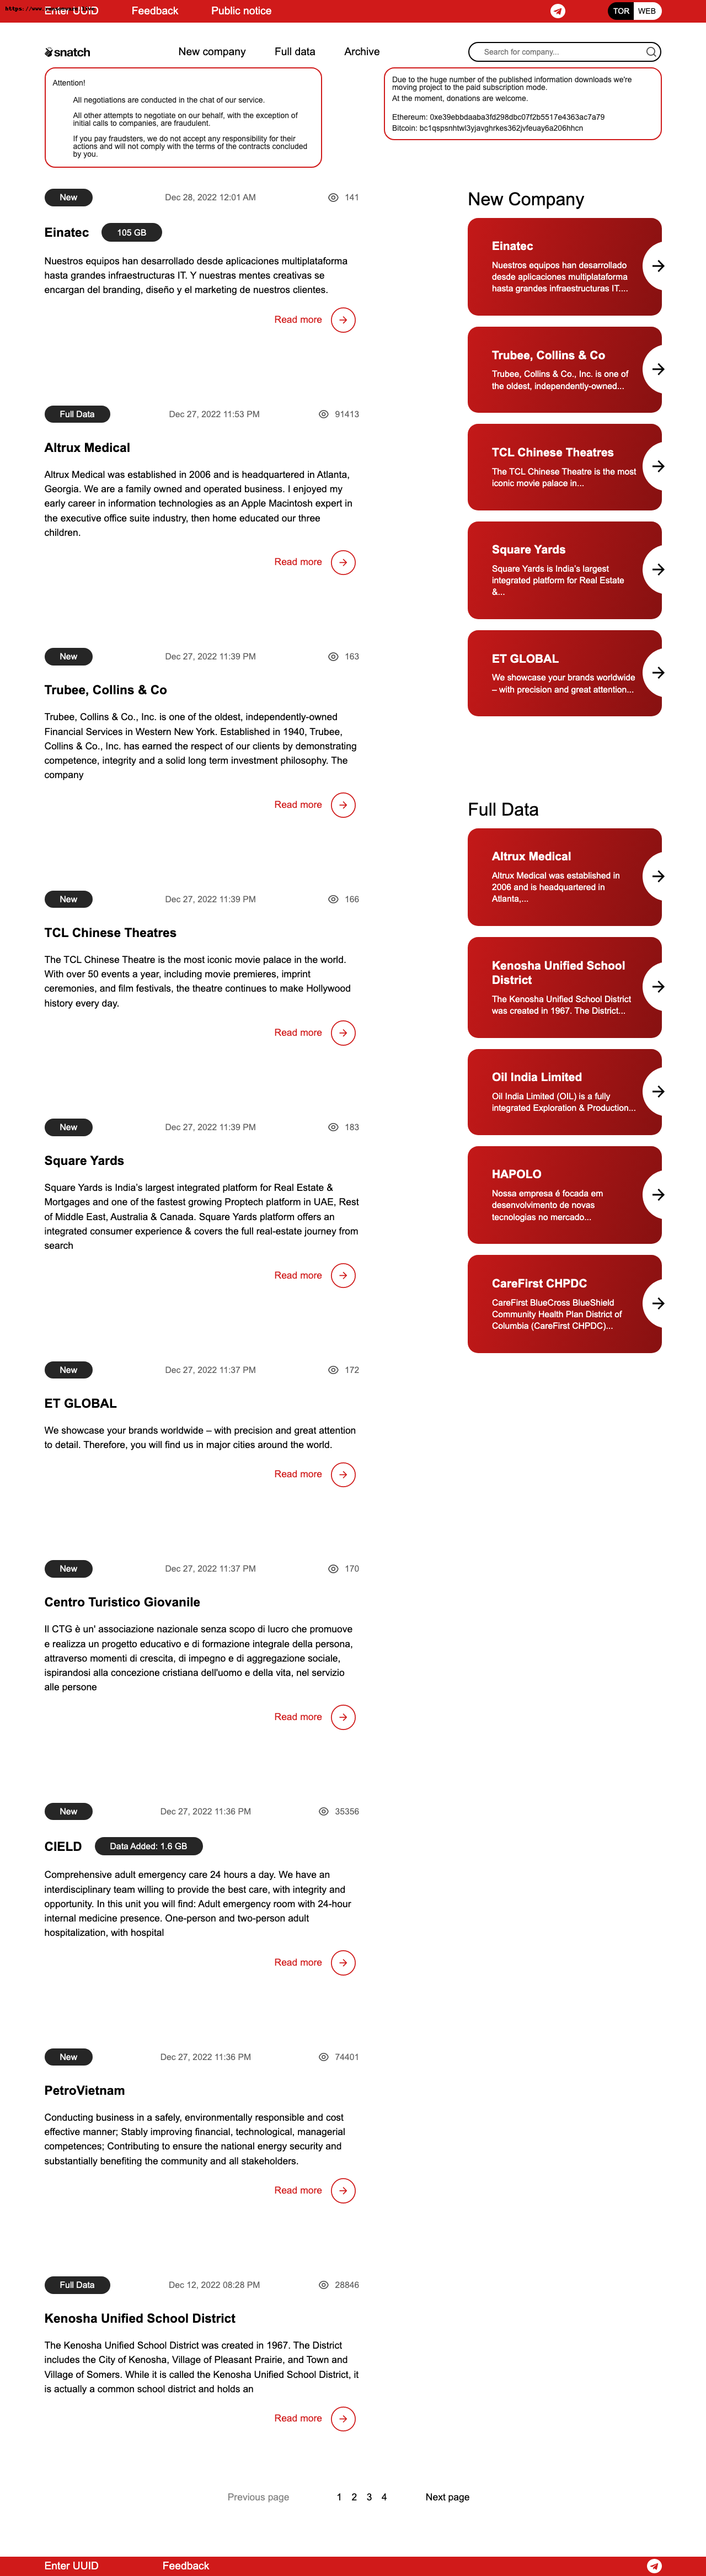 Enter UUID
Feedback
Public notice
TOR
WEB
snatch
New company
Full data
Archive
Search for company...
Attention!
All negotiations are conducted in the chat of our service.
All other attempts to negotiate on our behalf, with the exception of
initial calls to companies, are fraudulent.
If you pay fraudsters, we do not accept any responsibility for their
actions and will not comply with the terms of the contracts concluded
by you.
Due to the huge number of the published information downloads we're
moving project to the paid subscription mode.
At the moment, donations are welcome.
Ethereum: 0xe39ebbdaaba3fd298dbc07f2b5517e4363ac7a79
Bitcoin: bc1qspsnhtwl3yjavghrkes362jvfeuay6a206hhcn
New
Dec 28, 2022 12:01 AM
141
Einatec
105 GB
Nuestros equipos han desarrollado desde aplicaciones multiplataforma
hasta grandes infraestructuras IT. Y nuestras mentes creativas se
encargan del branding, diseño y el marketing de nuestros clientes.
Read more
Full Data
Dec 27, 2022 11:53 PM
91413
Altrux Medical
Altrux Medical was established in 2006 and is headquartered in Atlanta,
Georgia. We are a family owned and operated business. I enjoyed my
early career in information technologies as an Apple Macintosh expert in
the executive office suite industry, then home educated our three
children.
Read more
New
Dec 27, 2022 11:39 PM
163
Trubee, Collins & Co
Trubee, Collins & Co., Inc. is one of the oldest, independently-owned
Financial Services in Western New York. Established in 1940, Trubee,
Collins & Co., Inc. has earned the respect of our clients by demonstrating
competence, integrity and a solid long term investment philosophy. The
company
Read more
New
Dec 27, 2022 11:39 PM
166
TCL Chinese Theatres
The TCL Chinese Theatre is the most iconic movie palace in the world.
With over 50 events a year, including movie premieres, imprint
ceremonies, and film festivals, the theatre continues to make Hollywood
history every day.
Read more
New
Dec 27, 2022 11:39 PM
183
Square Yards
Square Yards is India's largest integrated platform for Real Estate &
Mortgages and one of the fastest growing Proptech platform in UAE, Rest
of Middle East, Australia & Canada. Square Yards platform offers an
integrated consumer experience & covers the full real-estate journey from
search
Read more
New
Dec 27, 2022 11:37 PM
172
ET GLOBAL
We showcase your brands worldwide – with precision and great attention
to detail. Therefore, you will find us in major cities around the world.
Read more
New
Dec 27, 2022 11:37 PM
170
Centro Turistico Giovanile
Il CTG è un' associazione nazionale senza scopo di lucro che promuove
e realizza un progetto educativo e di formazione integrale della persona,
attraverso momenti di crescita, di impegno e di aggregazione sociale,
ispirandosi alla concezione cristiana dell'uomo e della vita, nel servizio
alle persone
Read more
New
Dec 27, 2022 11:36 PM
35356
CIELD
Data Added: 1.6 GB
Comprehensive adult emergency care 24 hours a day. We have an
interdisciplinary team willing to provide the best care, with integrity and
opportunity. In this unit you will find: Adult emergency room with 24-hour
internal medicine presence. One-person and two-person adult
hospitalization, with hospital
Read more
New
Dec 27, 2022 11:36 PM
74401
PetroVietnam
Conducting business in a safely, environmentally responsible and cost
effective manner; Stably improving financial, technological, managerial
competences; Contributing to ensure the national energy security and
substantially benefiting the community and all stakeholders.
Read more
Full Data
Dec 12, 2022 08:28 PM
28846
Kenosha Unified School District
The Kenosha Unified School District was created in 1967. The District
includes the City of Kenosha, Village of Pleasant Prairie, and Town and
Village of Somers. While it is called the Kenosha Unified School District, it
is actually a common school district and holds an
Read more
New Company
Einatec
Nuestros equipos han desarrollado
desde aplicaciones multiplataforma
hasta grandes infraestructuras IT....
Trubee, Collins & Co
Trubee, Collins & Co., Inc. is one of
the oldest, independently-owned...
TCL Chinese Theatres
The TCL Chinese Theatre is the most
iconic movie palace in...
Square Yards
Square Yards is India's largest
integrated platform for Real Estate
&...
ET GLOBAL
We showcase your brands worldwide
– with precision and great attention...
Full Data
Altrux Medical
Altrux Medical was established in
2006 and is headquartered in
Atlanta,...
Kenosha Unified School
District
The Kenosha Unified School District
was created in 1967. The District...
Oil India Limited
Oil India Limited (OIL) is a fully
integrated Exploration & Production...
HAPOLO
Nossa empresa é focada em
desenvolvimento de novas
tecnologias no mercado...
CareFirst CHPDC
CareFirst BlueCross BlueShield
Community Health Plan District of
Columbia (CareFirst CHPDC)...
Previous page
1 2 3 4
Next page
Enter UUID
Feedback